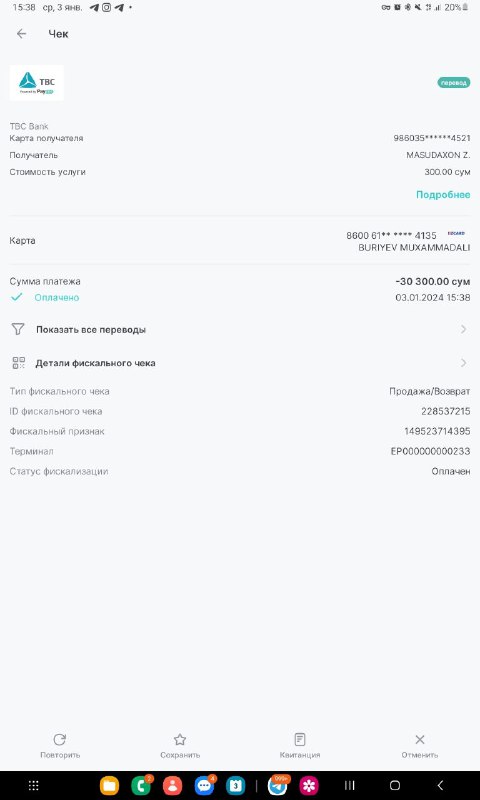 15:38 ср, 3 янв.
20%
Чек
TBC
Powered by Payme
перевод
TBC Bank
Карта получателя 986035******4521
Получатель MASUDAXON Z.
Стоимость услуги 300.00 сум
Подробнее
Карта 8600 61** **** 4135 UZCARD
BURIYEV MUXAMMADALI
Сумма платежа -30 300.00 сум
Оплачено 03.01.2024 15:38
Показать все переводы
Детали фискального чека
Тип фискального чека Продажа/Возврат
ID фискального чека 228537215
Фискальный признак 149523714395
Терминал EP000000000233
Статус фискализации Оплачен
Повторить Сохранить Квитанция Отменить
2 4 3 999+